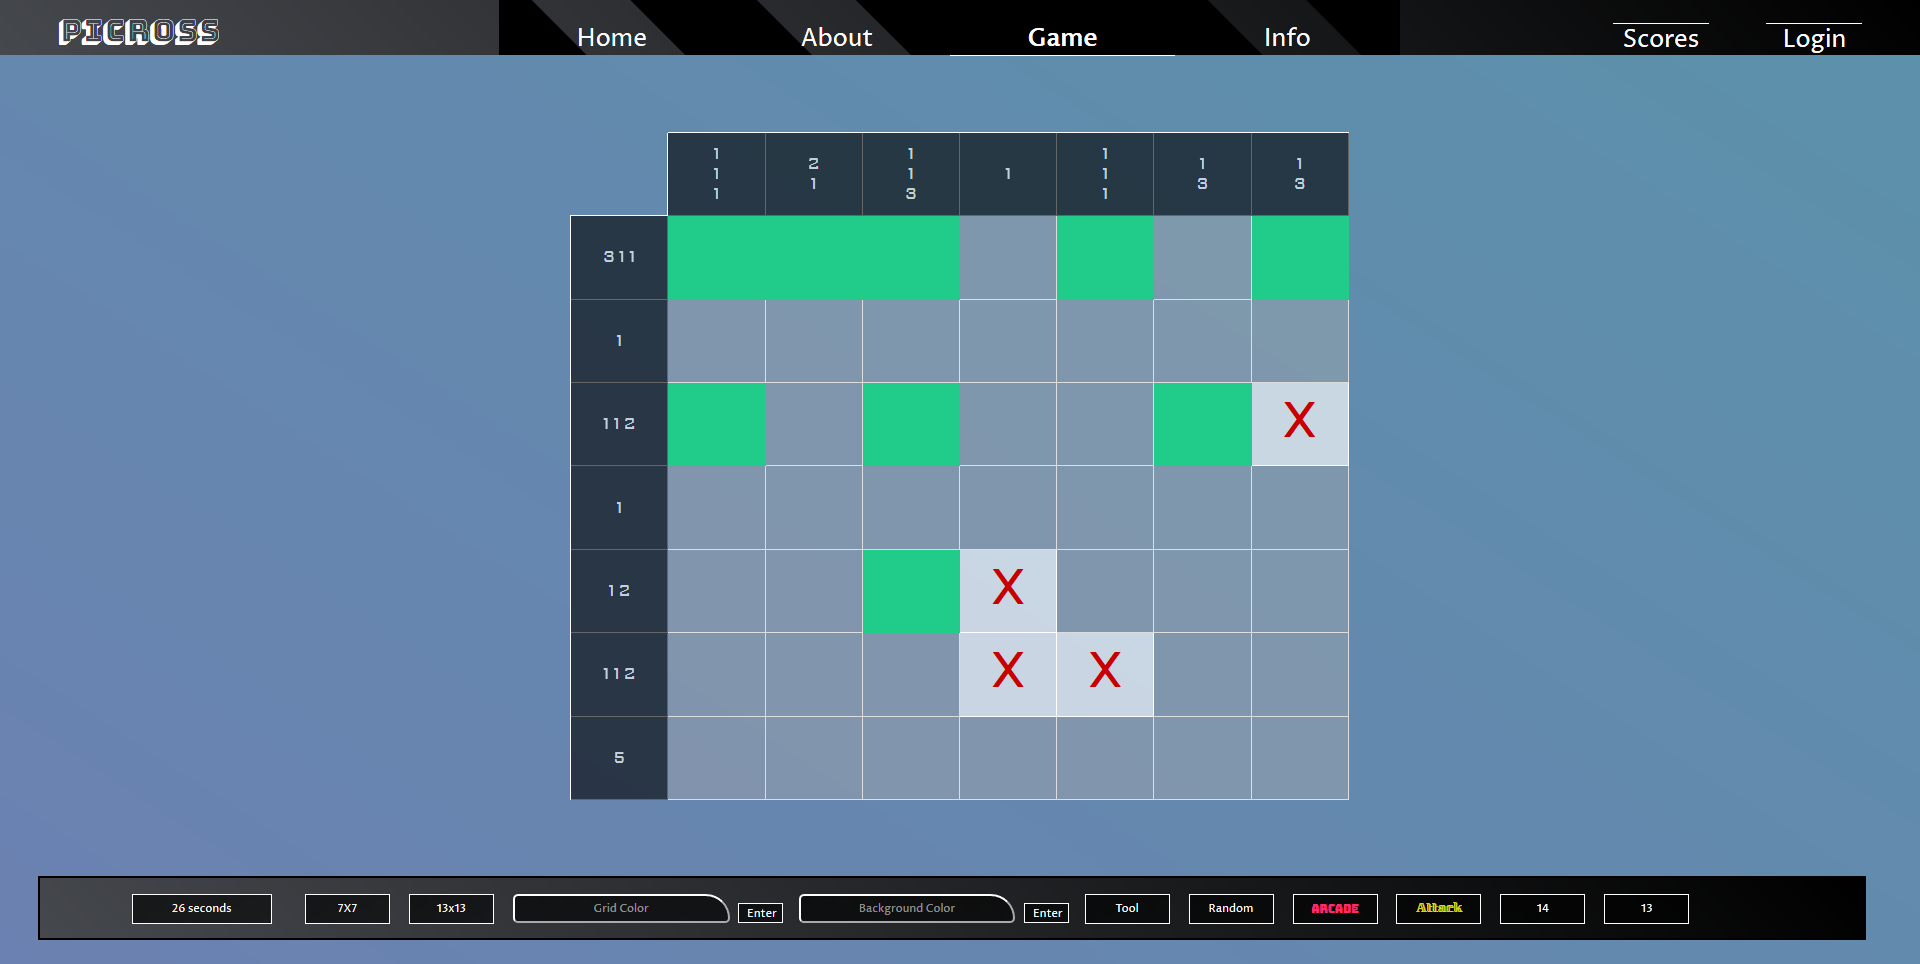 PICROSS
Home About Game Info Scores Login
1 1 1
2 1
1 1 3
1
1 1 1
1 3
1 3
3 1 1
1
1 1 2
X
1
1 2
X
1 1 2
X X
5
26 seconds 7X7 13x13 Grid Color Enter Background Color Enter Tool Random ARCADE Attack 14 13